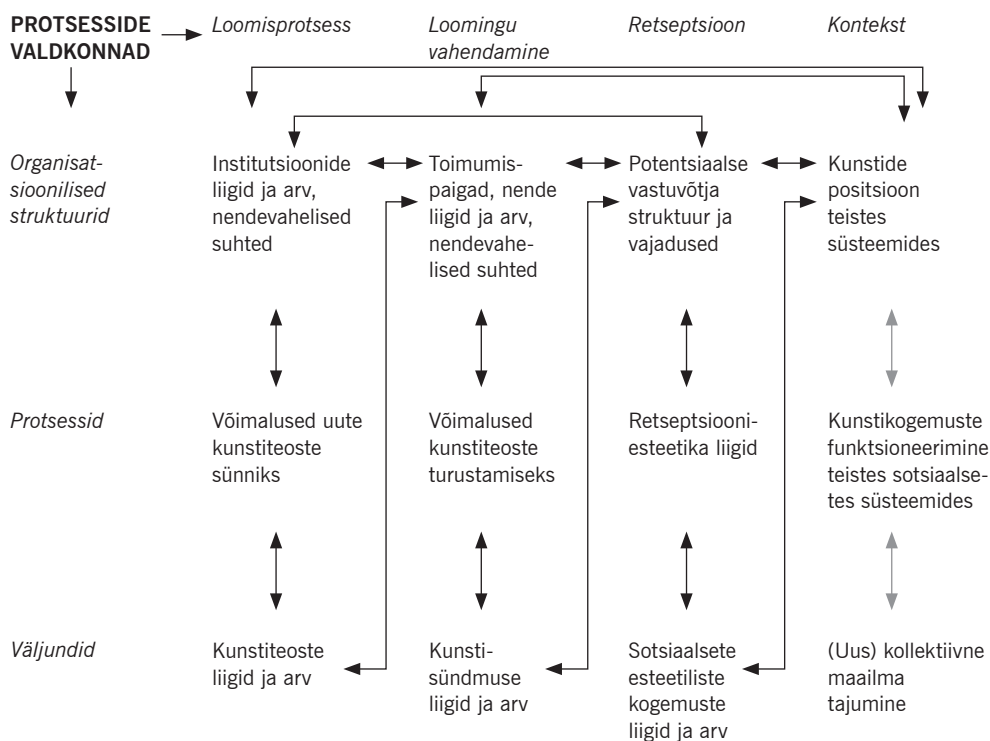 PROTSESSIDE
VALDKONNAD
Loomisprotsess
Loomingu
vahendamine
Retseptsioon
Kontekst
Organisat-
sioonilised
struktuurid
Institutsioonide
liigid ja arv,
nendevahelised
suhted
Toimumis-
paigad, nende
liigid ja arv,
nendevahe-
lised suhted
Potentsiaalse
vastuvõtja
struktuur ja
vajadused
Kunstide
positsioon
teistes
süsteemides
Protsessid
Võimalused uute
kunstiteoste
sünniks
Võimalused
kunstiteoste
turustamiseks
Retseptsiooni-
esteetika liigid
Kunstikogemuste
funktsioneerimine
teistes sotsiaalse-
tes süsteemides
Väljundid
Kunstiteoste
liigid ja arv
Kunsti-
sündmuse
liigid ja arv
Sotsiaalsete
esteetiliste
kogemuste
liigid ja arv
(Uus) kollektiivne
maailma
tajumine